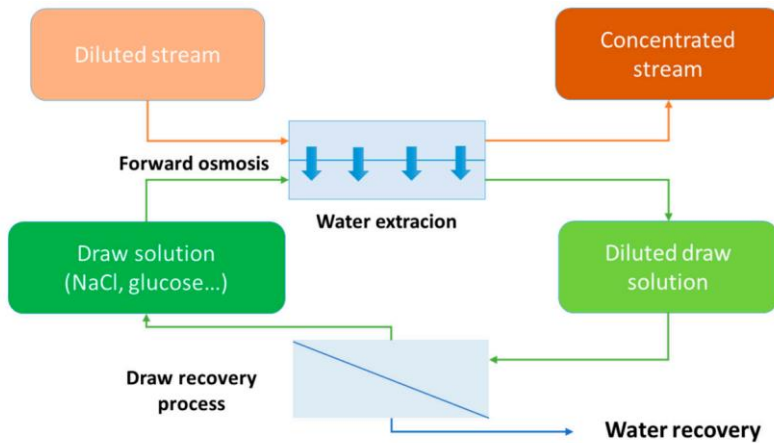 Diluted stream
Concentrated
stream
Forward osmosis
Water extracion
Draw solution
(NaCl, glucose...)
Diluted draw
solution
Draw recovery
process
Water recovery